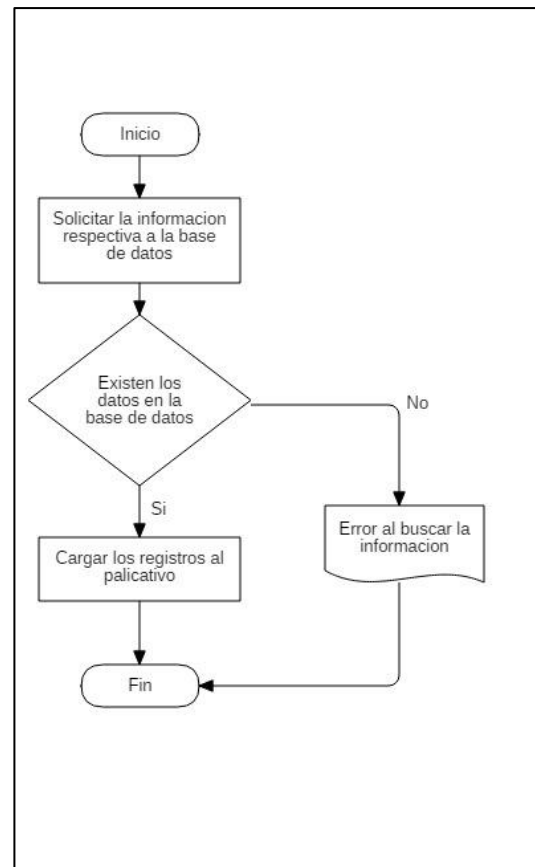 Inicio
Solicitar la informacion
respectiva a la base
de datos
Existen los
datos en la
base de datos
No
Si
Error al buscar la
informacion
Cargar los registros al
palicativo
Fin